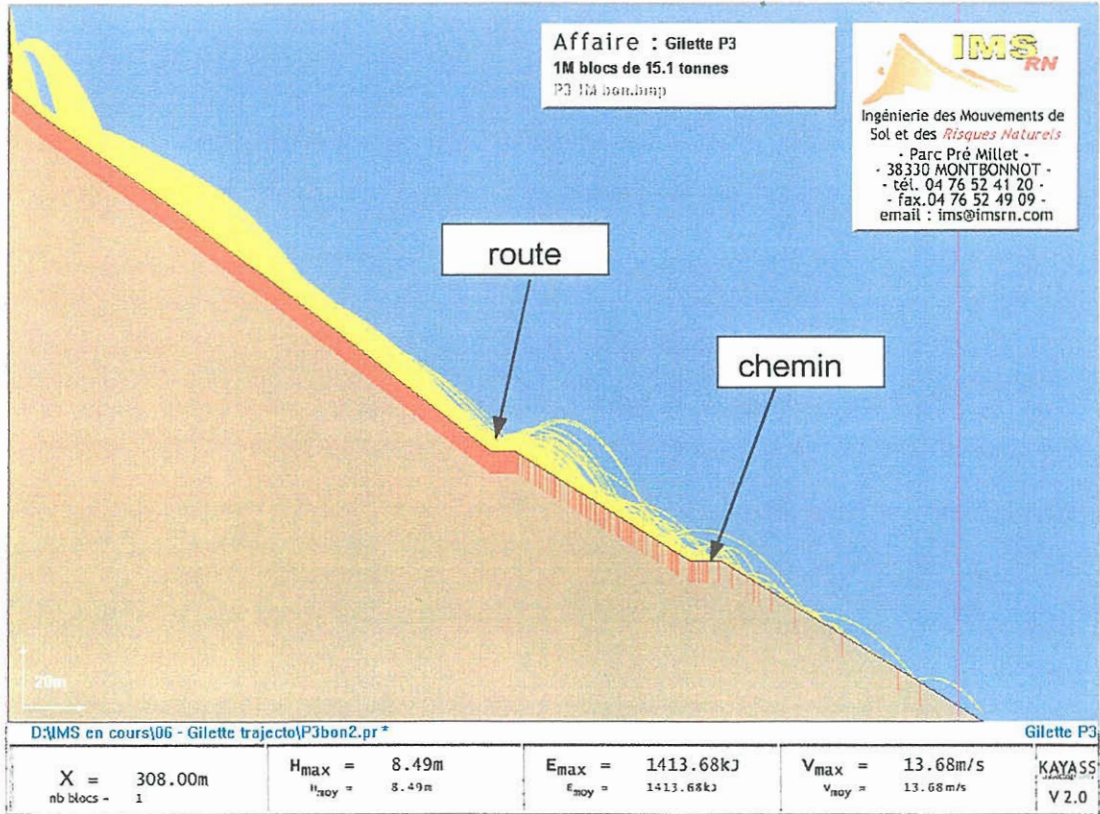 Affaire : Gilette P3
1M blocs de 15.1 tonnes
P3 1M bon.bmp
IMS
RN
Ingénierie des Mouvements de
Sol et des Risques Naturels
- Parc Pré Millet -
- 38330 MONTBONNOT -
- tél. 04 76 52 41 20 -
- fax.04 76 52 49 09 -
email : ims@imsrn.com
route
chemin
20m
D:\IMS en cours\06 - Gilette trajecto\P3bon2.pr *
Gilette P3
X = 308.00m
nb blocs = 1
Hmax = 8.49m
Hmoy = 8.49m
Emax = 1413.68kJ
Emoy = 1413.68kJ
Vmax = 13.68m/s
Vmoy = 13.68m/s
KAYASS
V 2.0